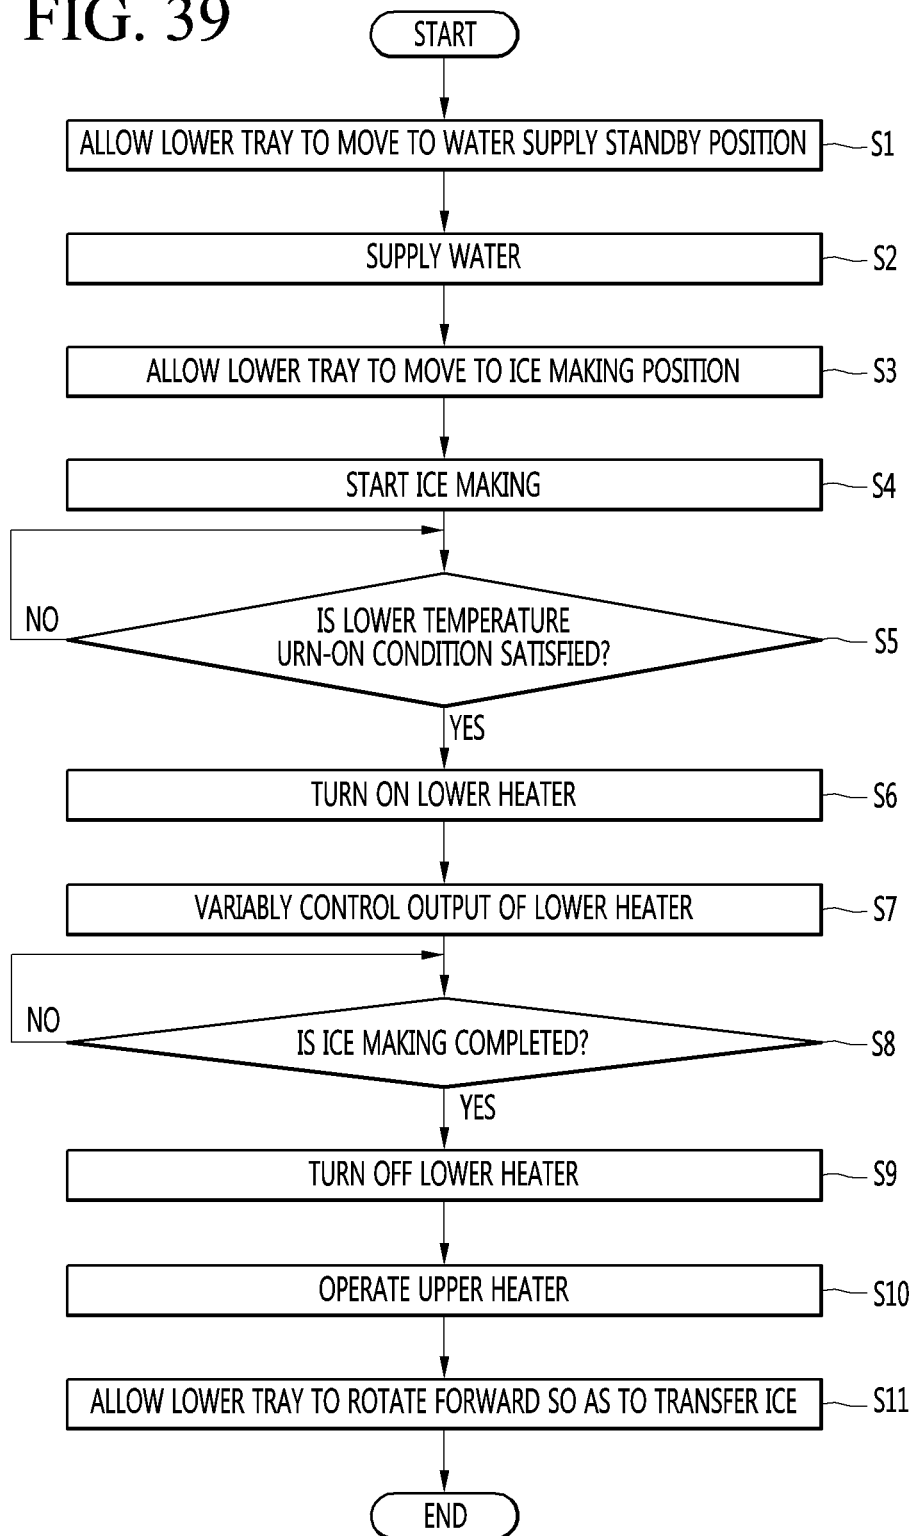 FIG. 39
START
ALLOW LOWER TRAY TO MOVE TO WATER SUPPLY STANDBY POSITION
S1
SUPPLY WATER
S2
ALLOW LOWER TRAY TO MOVE TO ICE MAKING POSITION
S3
START ICE MAKING
S4
IS LOWER TEMPERATURE
URN-ON CONDITION SATISFIED?
NO
S5
YES
TURN ON LOWER HEATER
S6
VARIABLY CONTROL OUTPUT OF LOWER HEATER
S7
NO
IS ICE MAKING COMPLETED?
S8
YES
TURN OFF LOWER HEATER
S9
OPERATE UPPER HEATER
S10
ALLOW LOWER TRAY TO ROTATE FORWARD SO AS TO TRANSFER ICE
S11
END